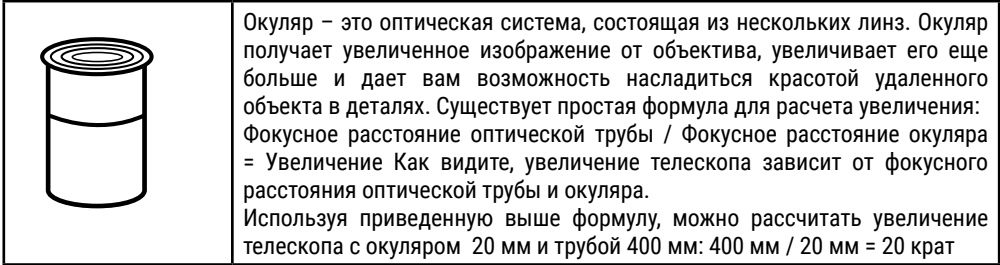 Окуляр – это оптическая система, состоящая из нескольких линз. Окуляр
получает увеличенное изображение от объектива, увеличивает его еще
больше и дает вам возможность насладиться красотой удаленного
объекта в деталях. Существует простая формула для расчета увеличения:
Фокусное расстояние оптической трубы / Фокусное расстояние окуляра
= Увеличение Как видите, увеличение телескопа зависит от фокусного
расстояния оптической трубы и окуляра.
Используя приведенную выше формулу, можно рассчитать увеличение
телескопа с окуляром 20 мм и трубой 400 мм: 400 мм / 20 мм = 20 крат